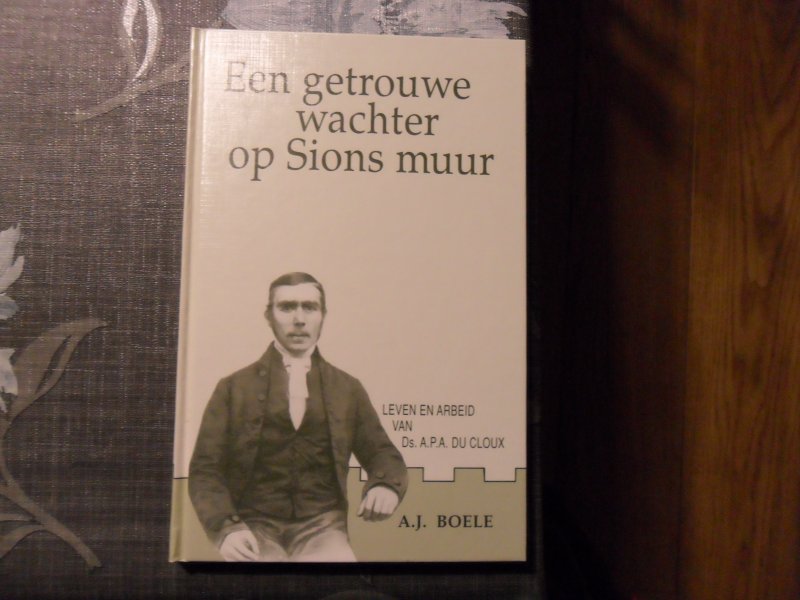 Een getrouwe
wachter
op Sions muur
LEVEN EN ARBEID
VAN
Ds. A.P.A. DU CLOUX
A.J. BOELE